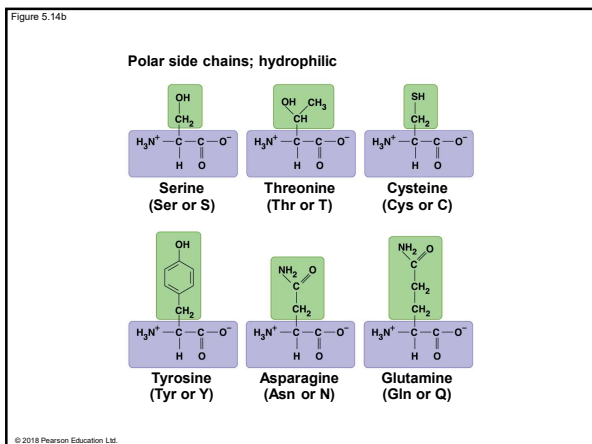 Figure 5.14b
Polar side chains; hydrophilic
OH
CH2
H3N+ — C — C — O−
H O
Serine
(Ser or S)
OH CH3
CH
H3N+ — C — C — O−
H O
Threonine
(Thr or T)
SH
CH2
H3N+ — C — C — O−
H O
Cysteine
(Cys or C)
OH
CH2
H3N+ — C — C — O−
H O
Tyrosine
(Tyr or Y)
NH2 O
C
CH2
H3N+ — C — C — O−
H O
Asparagine
(Asn or N)
NH2 O
C
CH2
CH2
H3N+ — C — C — O−
H O
Glutamine
(Gln or Q)
© 2018 Pearson Education Ltd.